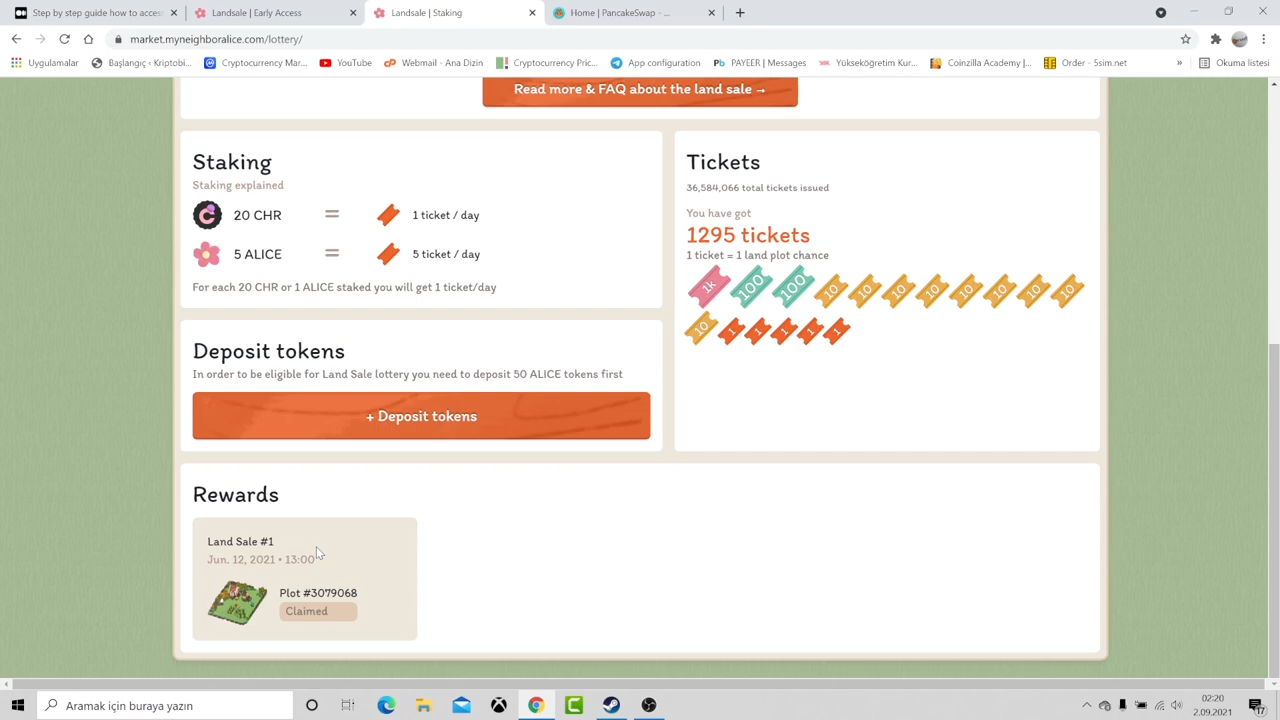 Step by step guide how to acces
Landsale | Early Access
Landsale | Staking
Home | PancakeSwap - ...
market.myneighboralice.com/lottery/
Uygulamalar
Başlangıç ‹ Kriptobi...
Cryptocurrency Mar...
YouTube
Webmail - Ana Dizin
Cryptocurrency Pric...
App configuration
PAYEER | Messages
Yükseköğretim Kur...
Coinzilla Academy |...
Order - 5sim.net
»
Okuma listesi
Read more & FAQ about the land sale →
Staking
Staking explained
20 CHR = 1 ticket / day
5 ALICE = 5 ticket / day
For each 20 CHR or 1 ALICE staked you will get 1 ticket/day
Tickets
36,584,066 total tickets issued
You have got
1295 tickets
1 ticket = 1 land plot chance
1k 100 100 10 10 10 10 10 10 10 10
10 1 1 1 1 1
Deposit tokens
In order to be eligible for Land Sale lottery you need to deposit 50 ALICE tokens first
+ Deposit tokens
Rewards
Land Sale #1
Jun. 12, 2021 • 13:00
Plot #3079068
Claimed
Aramak için buraya yazın
02:20
2.09.2021
17